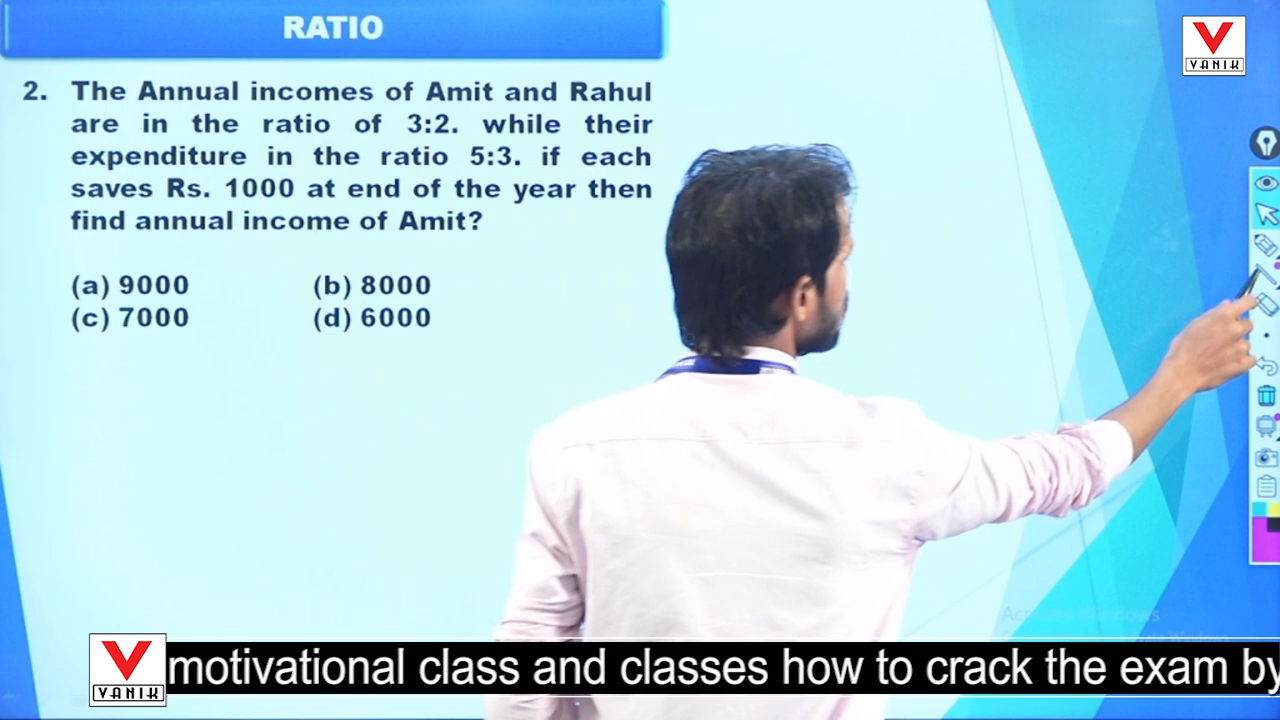 RATIO
VANIK
2. The Annual incomes of Amit and Rahul
are in the ratio of 3:2. while their
expenditure in the ratio 5:3. if each
saves Rs. 1000 at end of the year then
find annual income of Amit?
(a) 9000 (b) 8000
(c) 7000 (d) 6000
Activate Windows
VANIK
motivational class and classes how to crack the exam by